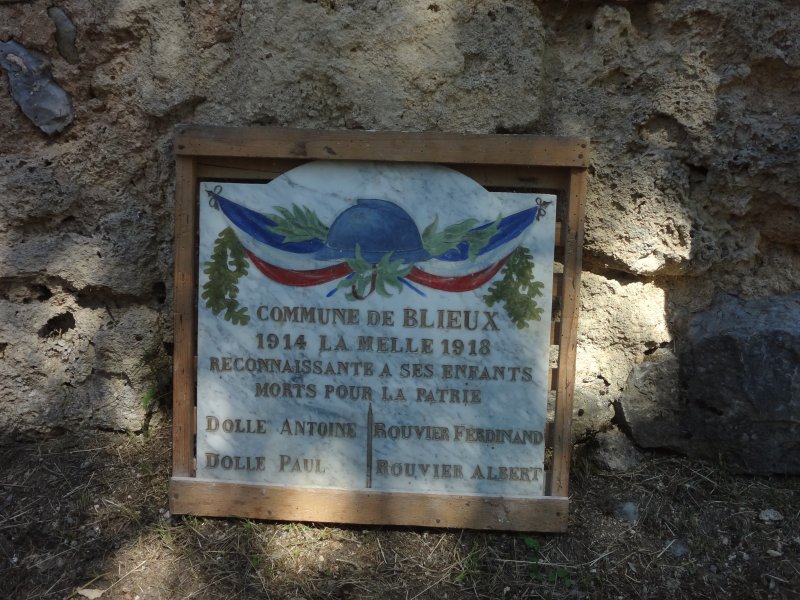 COMMUNE DE BLIEUX
1914 LA MELLE 1918
RECONNAISSANTE A SES ENFANTS
MORTS POUR LA PATRIE
DOLLE ANTOINE
DOLLE PAUL
ROUVIER FERDINAND
ROUVIER ALBERT